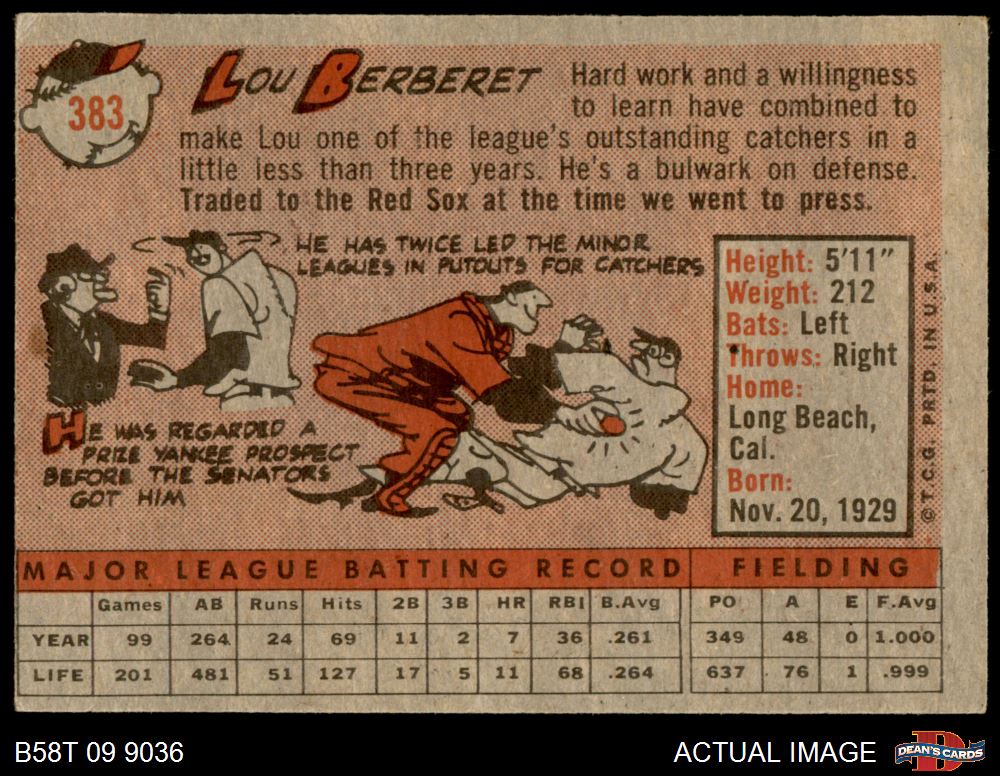 383
LOU BERBERET
Hard work and a willingness
to learn have combined to
make Lou one of the league's outstanding catchers in a
little less than three years. He's a bulwark on defense.
Traded to the Red Sox at the time we went to press.
HE HAS TWICE LED THE MINOR
LEAGUES IN PUTOUTS FOR CATCHERS
HE WAS REGARDED A
PRIZE YANKEE PROSPECT
BEFORE THE SENATORS
GOT HIM
Height: 5'11"
Weight: 212
Bats: Left
Throws: Right
Home:
Long Beach,
Cal.
Born:
Nov. 20, 1929
© T.C.G. PRTD. IN U.S.A.
MAJOR LEAGUE BATTING RECORD FIELDING
Games AB Runs Hits 2B 3B HR RBI B.Avg PO A E F.Avg
YEAR 99 264 24 69 11 2 7 36 .261 349 48 0 1.000
LIFE 201 481 51 127 17 5 11 68 .264 637 76 1 .999
B58T 09 9036
ACTUAL IMAGE
DEAN'S CARDS